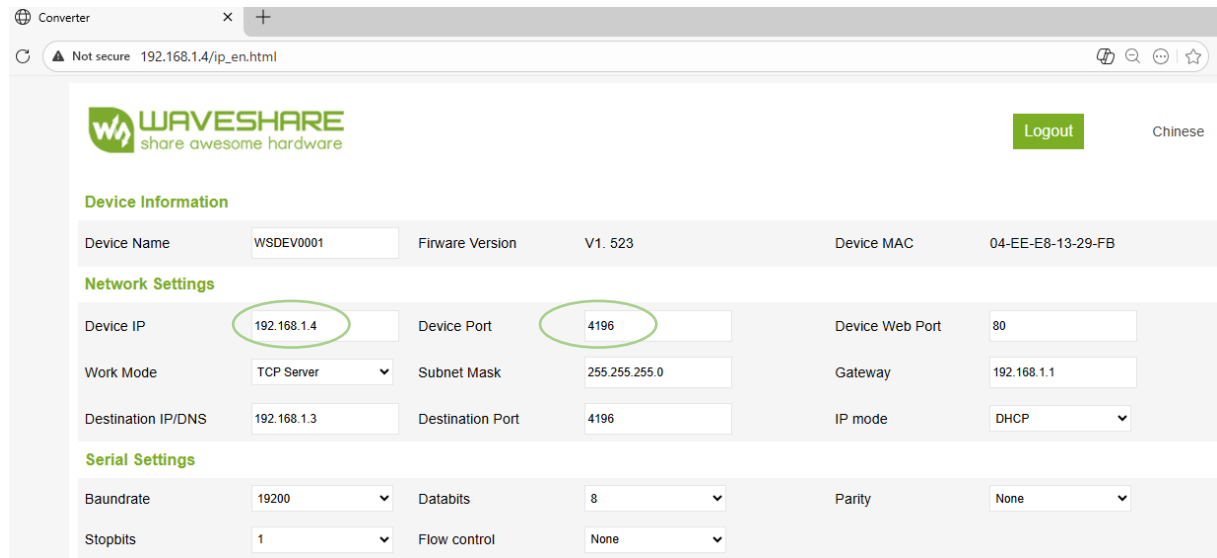 Converter
Not secure 192.168.1.4/ip_en.html
WAVESHARE
share awesome hardware
Logout Chinese
Device Information
Device Name WSDEV0001 Firware Version V1. 523 Device MAC 04-EE-E8-13-29-FB
Network Settings
Device IP 192.168.1.4 Device Port 4196 Device Web Port 80
Work Mode TCP Server Subnet Mask 255.255.255.0 Gateway 192.168.1.1
Destination IP/DNS 192.168.1.3 Destination Port 4196 IP mode DHCP
Serial Settings
Baundrate 19200 Databits 8 Parity None
Stopbits 1 Flow control None